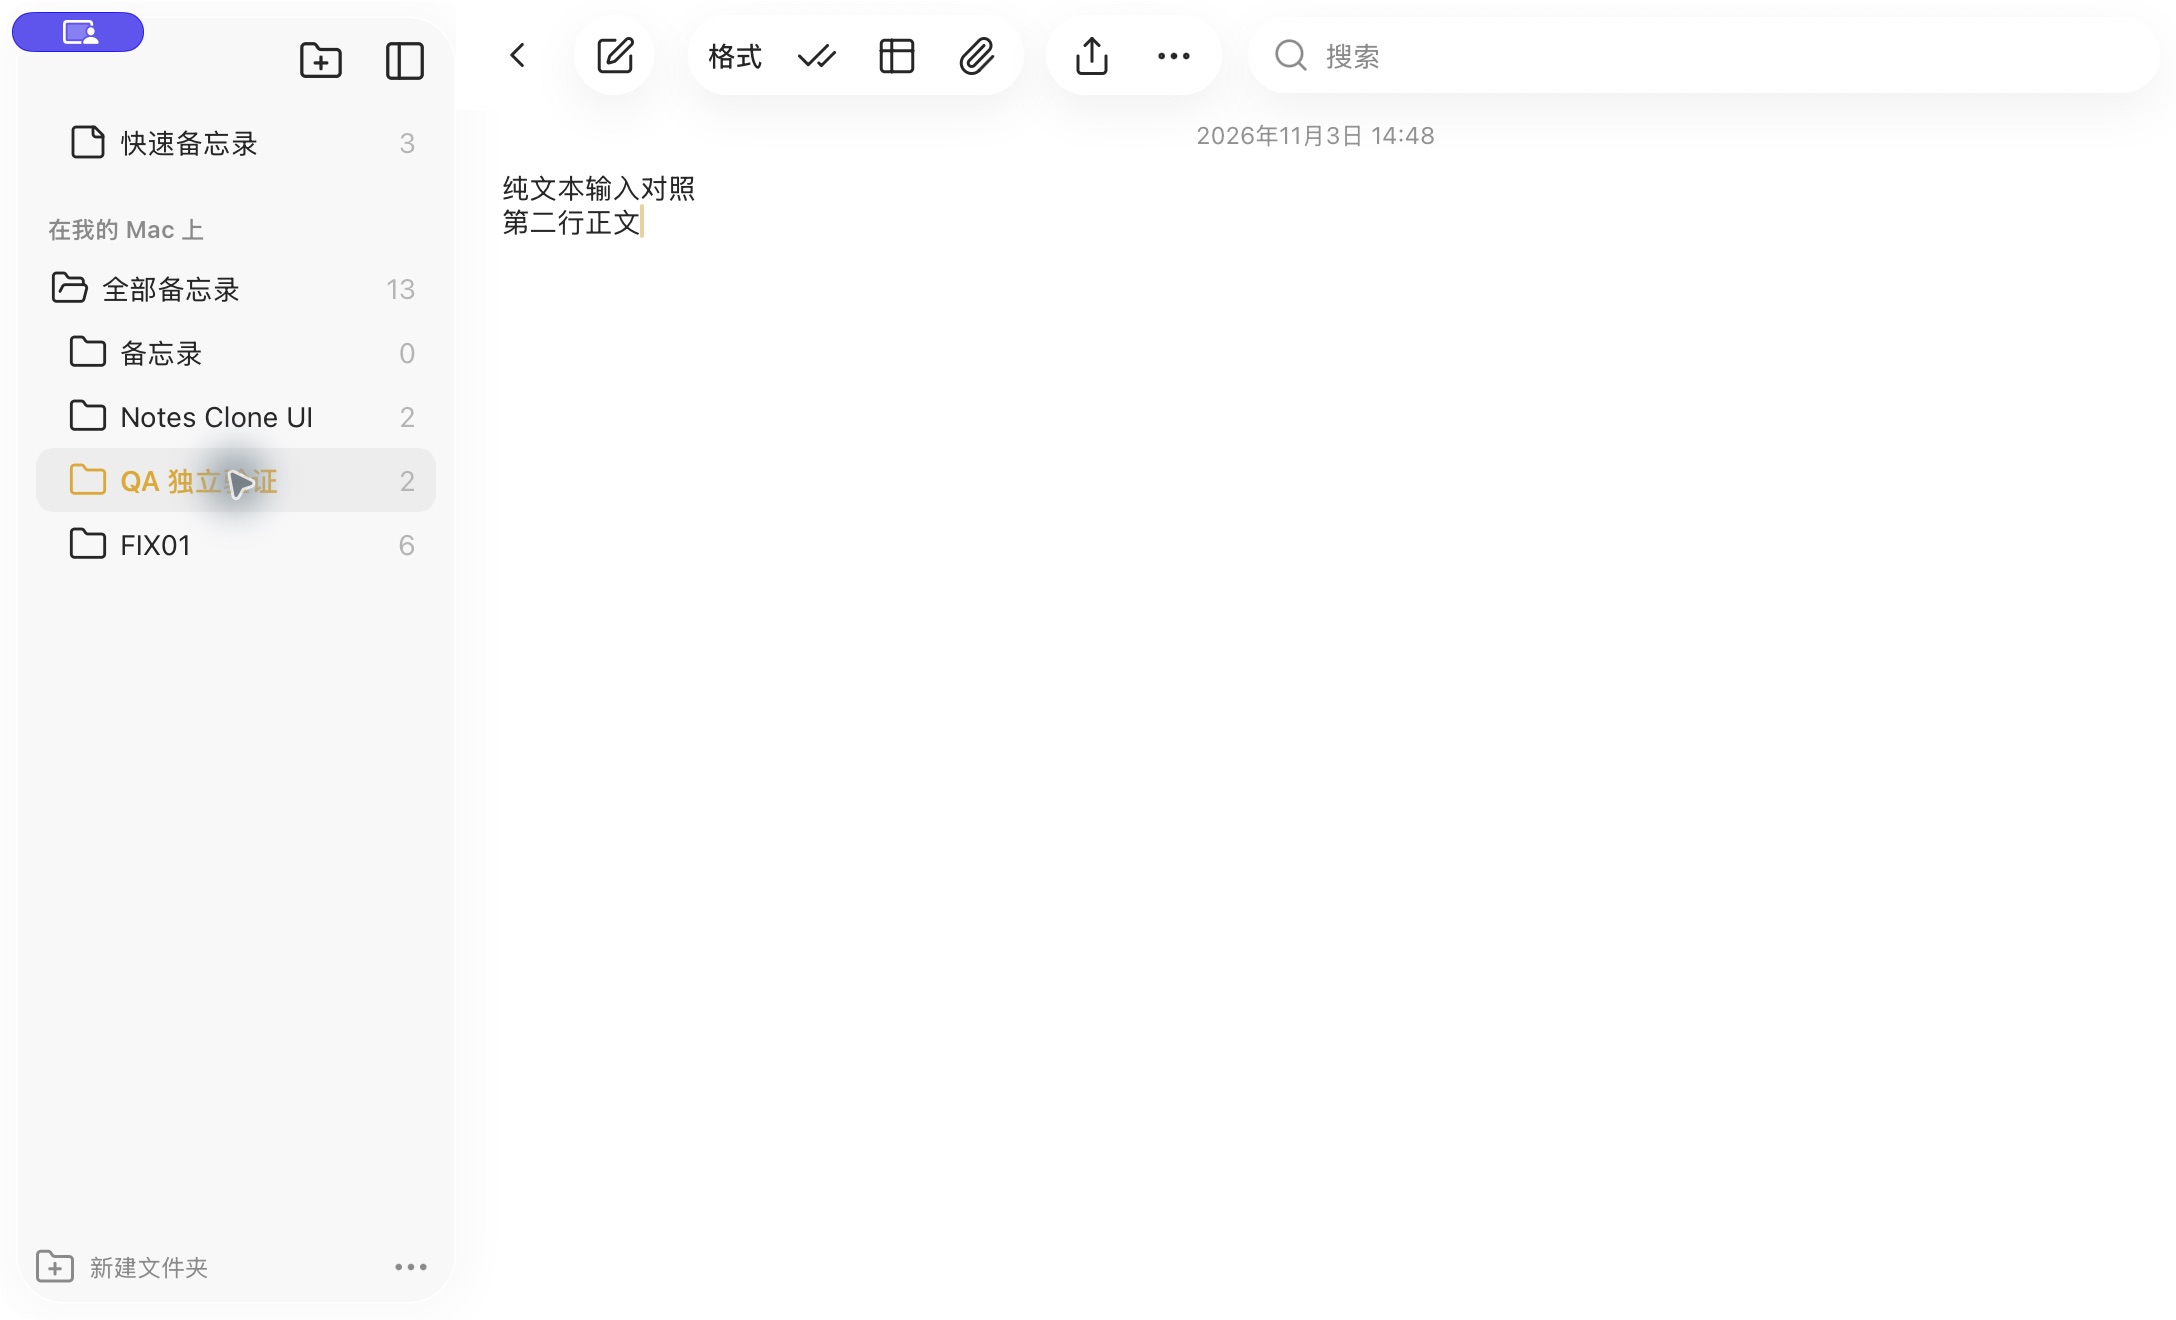 快速备忘录 3
在我的 Mac 上
全部备忘录 13
备忘录 0
Notes Clone UI 2
QA 独立验证 2
FIX01 6
新建文件夹
格式
搜索
2026年11月3日 14:48
纯文本输入对照
第二行正文